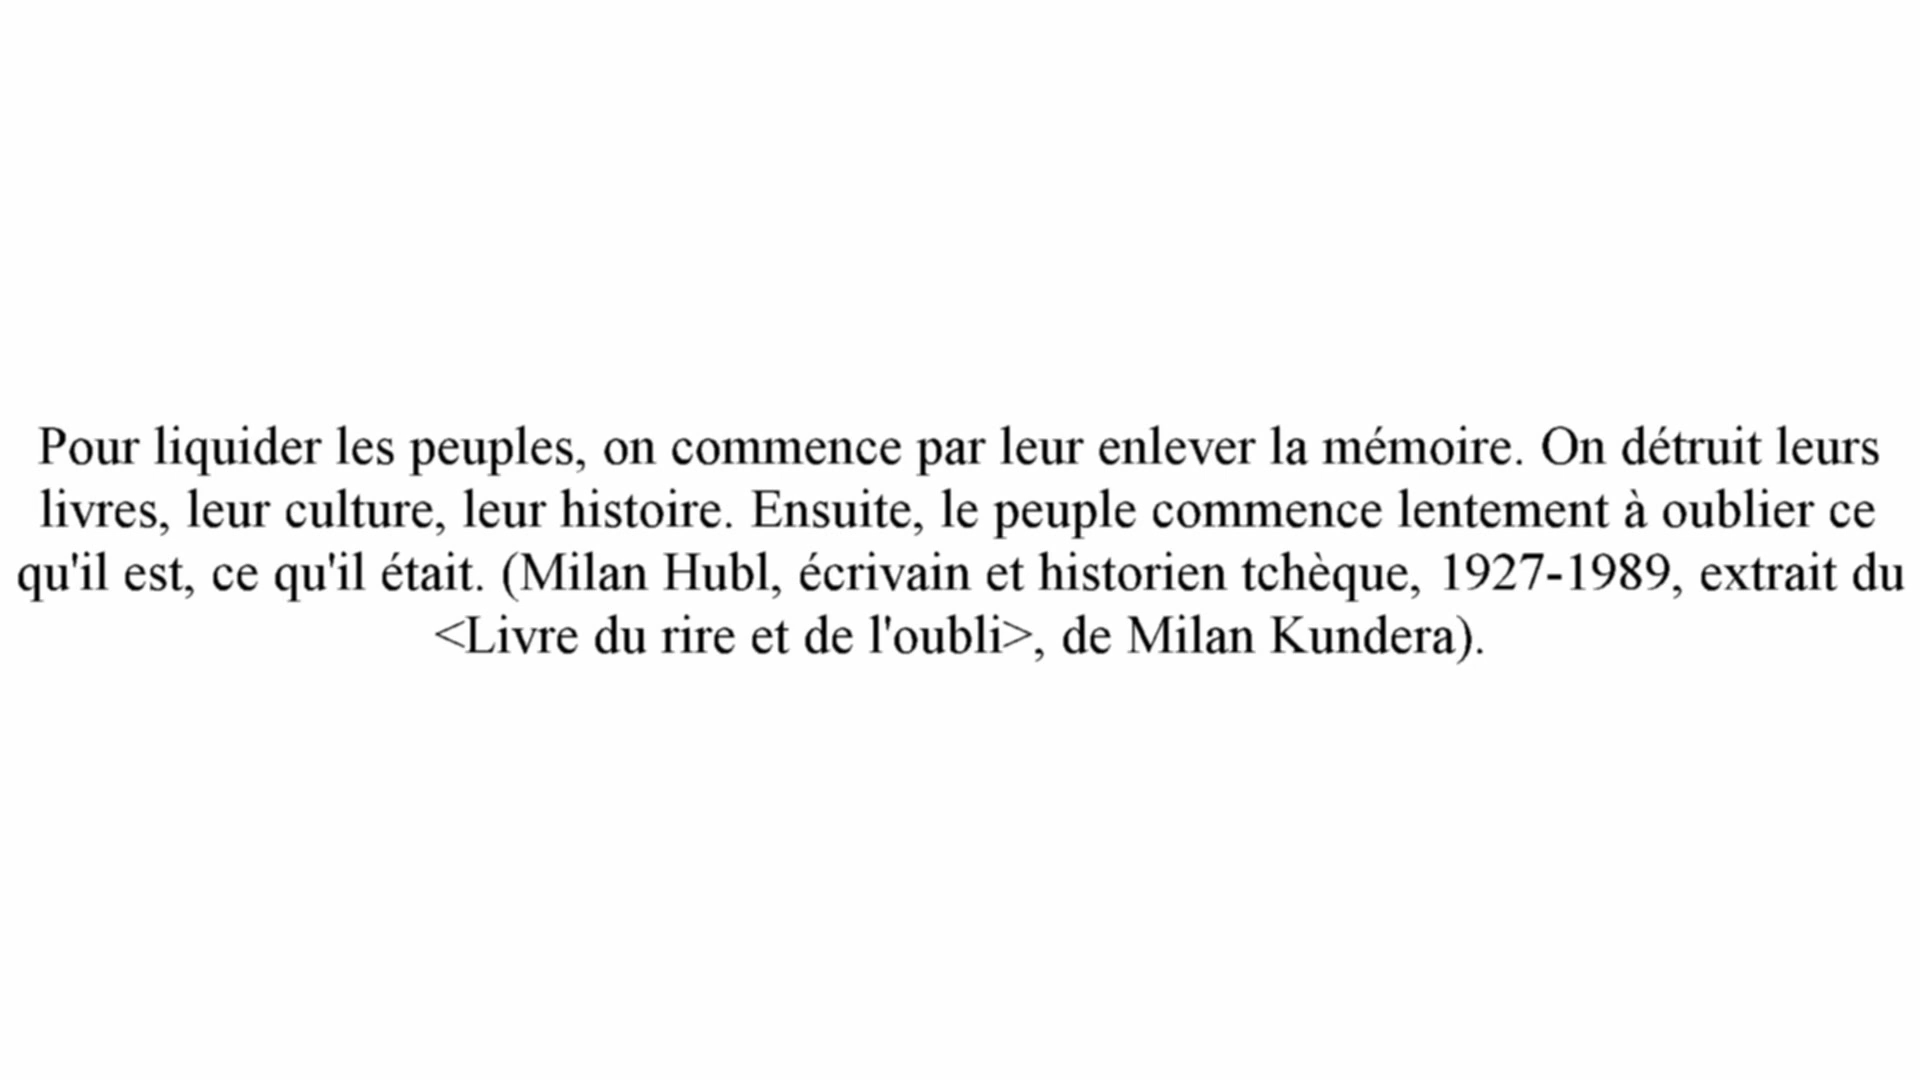 Pour liquider les peuples, on commence par leur enlever la mémoire. On détruit leurs
livres, leur culture, leur histoire. Ensuite, le peuple commence lentement à oublier ce
qu'il est, ce qu'il était. (Milan Hubl, écrivain et historien tchèque, 1927-1989, extrait du
<Livre du rire et de l'oubli>, de Milan Kundera).